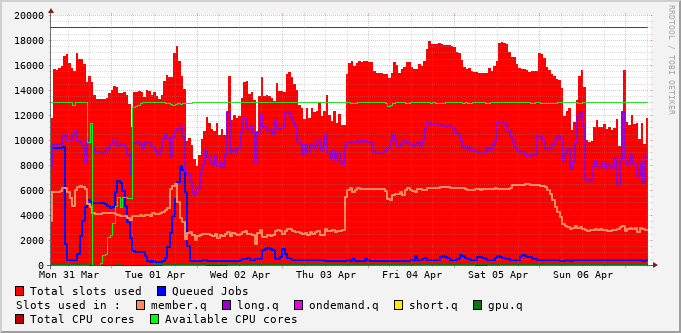 20000
18000
16000
14000
12000
10000
8000
6000
4000
2000
0
Mon 31 Mar Tue 01 Apr Wed 02 Apr Thu 03 Apr Fri 04 Apr Sat 05 Apr Sun 06 Apr
Total slots used Queued Jobs
Slots used in : member.q long.q ondemand.q short.q gpu.q
Total CPU cores Available CPU cores
RRDTOOL / TOBI OETIKER